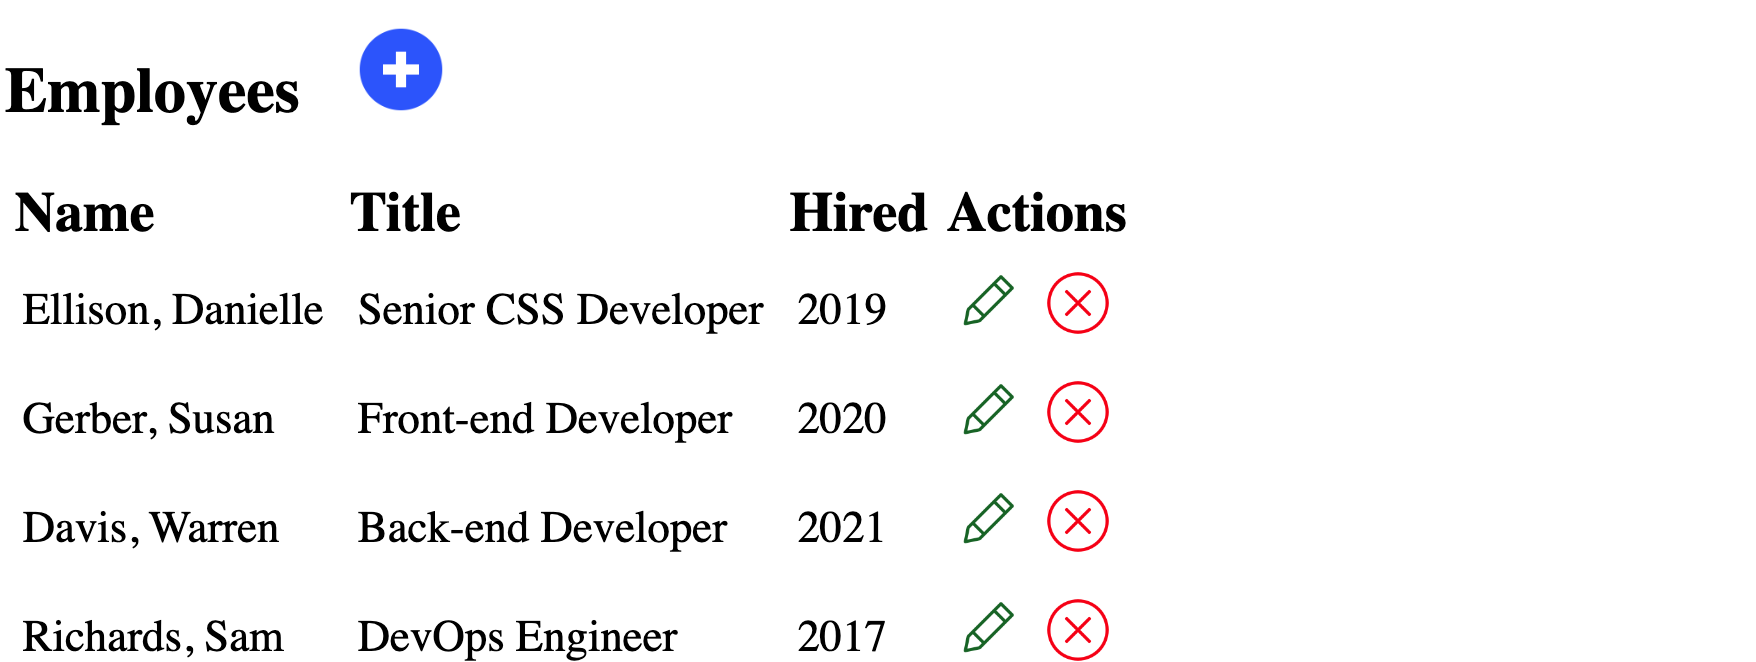 Employees
Name Title Hired Actions
Ellison, Danielle Senior CSS Developer 2019
Gerber, Susan Front-end Developer 2020
Davis, Warren Back-end Developer 2021
Richards, Sam DevOps Engineer 2017